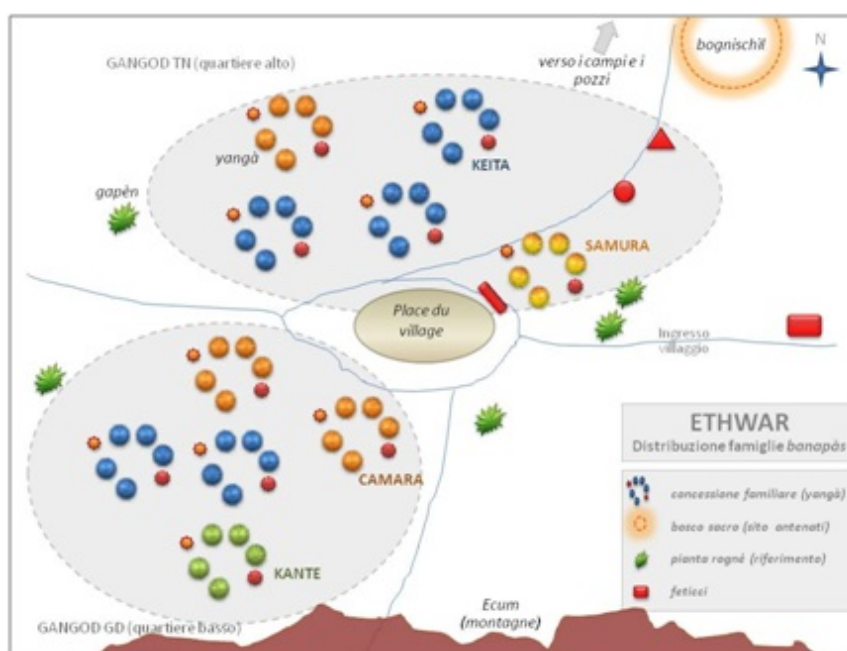 bognischil
N
verso i campi e i
pozzi
GANGOD TN (quartiere alto)
yangà
KEITA
gapèn
SAMURA
Place du
village
Ingresso
villaggio
ETHWAR
Distribuzione famiglie banapàs
concessione familiare (yangà)
bosco sacro (sito antenati)
pianta rogné (riferimento)
feticci
CAMARA
KANTE
Ecum
(montagne)
GANGOD GD (quartiere basso)